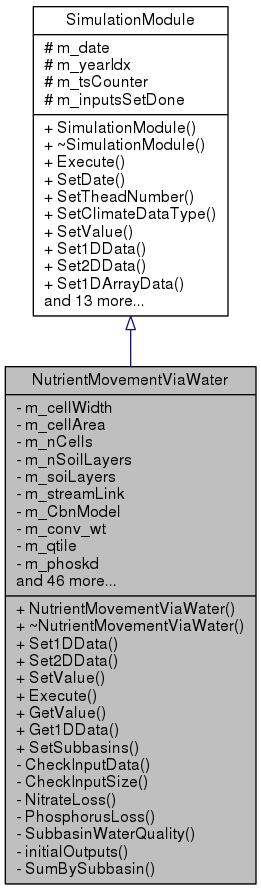 SimulationModule
# m_date
# m_yearIdx
# m_tsCounter
# m_inputsSetDone
+ SimulationModule()
+ ~SimulationModule()
+ Execute()
+ SetDate()
+ SetTheadNumber()
+ SetClimateDataType()
+ SetValue()
+ Set1DData()
+ Set2DData()
+ Set1DArrayData()
and 13 more...
NutrientMovementViaWater
- m_cellWidth
- m_cellArea
- m_nCells
- m_nSoilLayers
- m_soiLayers
- m_streamLink
- m_CbnModel
- m_conv_wt
- m_qtile
- m_phoskd
and 46 more...
+ NutrientMovementViaWater()
+ ~NutrientMovementViaWater()
+ Set1DData()
+ Set2DData()
+ SetValue()
+ Execute()
+ GetValue()
+ Get1DData()
+ SetSubbasins()
- CheckInputData()
- CheckInputSize()
- NitrateLoss()
- PhosphorusLoss()
- SubbasinWaterQuality()
- initialOutputs()
- SumBySubbasin()